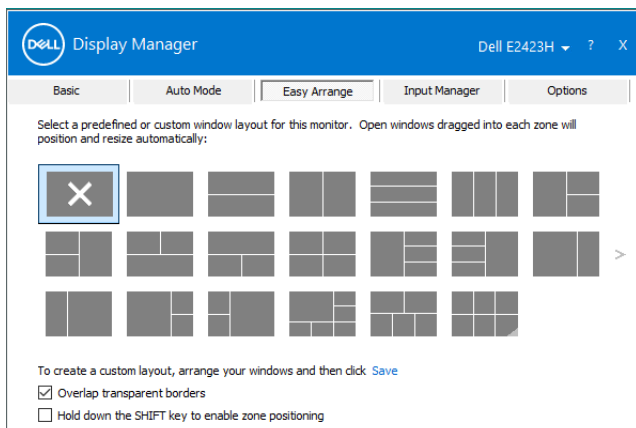 DELL Display Manager Dell E2423H ? X
Basic Auto Mode Easy Arrange Input Manager Options
Select a predefined or custom window layout for this monitor. Open windows dragged into each zone will
position and resize automatically:
>
To create a custom layout, arrange your windows and then click Save
Overlap transparent borders
Hold down the SHIFT key to enable zone positioning